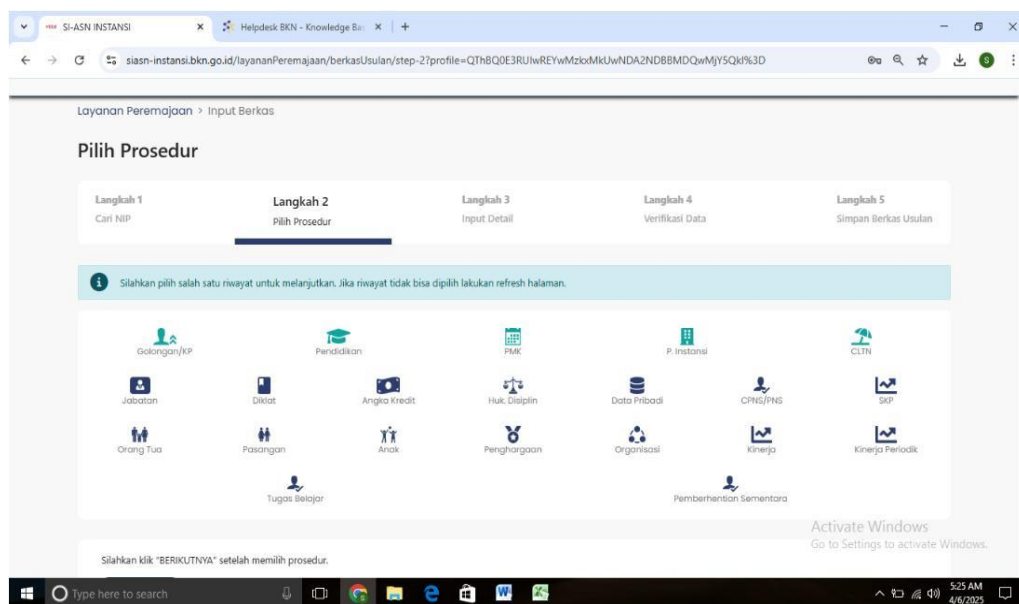 SI-ASN INSTANSI
Helpdesk BKN - Knowledge Ba
siasn-instansi.bkn.go.id/layananPeremajaan/berkasUsulan/step-2?profile=
Layanan Peremajaan > Input Berkas
Pilih Prosedur
Langkah 1 Langkah 2 Langkah 3 Langkah 4 Langkah 5
Cari NIP Pilih Prosedur Input Detail Verifikasi Data Simpan Berkas Usulan
Silahkan pilih salah satu riwayat untuk melanjutkan. Jika riwayat tidak bisa dipilih lakukan refresh halaman.
Golongan/KP Pendidikan PMK P. Instansi CLTN
Jabatan Diklat Angka Kredit Huk. Disiplin Data Pribadi CPNS/PNS SKP
Orang Tua Pasangan Anak Penghargaan Organisasi Kinerja Kinerja Periodik
Tugas Belajar Pemberhentian Sementara
Activate Windows
Go to Settings to activate Windows.
Silahkan klik "BERIKUTNYA" setelah memilih prosedur.
Type here to search
5:25 AM
4/6/2025